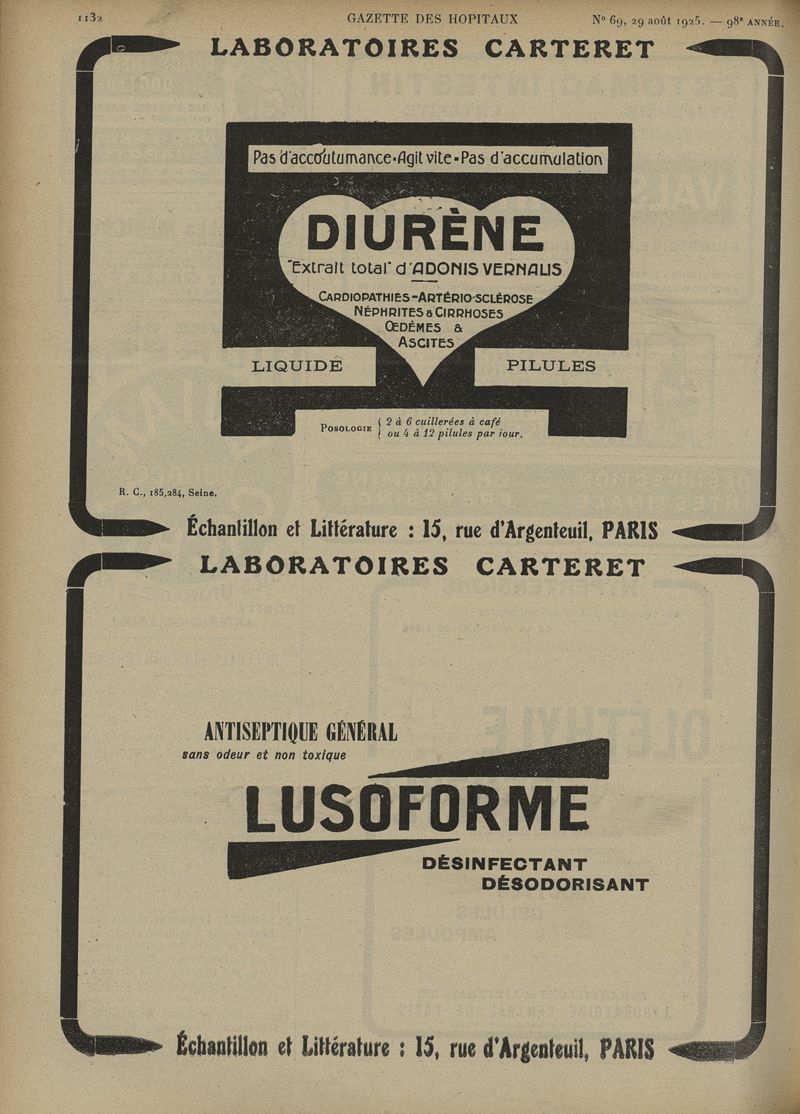 1132
GAZETTE DES HOPITAUX
N° 69, 29 août 1925. — 98e ANNÉE.
LABORATOIRES CARTERET
Pas d'accoutumance-Agit vite-Pas d'accumulation
DIURÈNE
"Extrait total" d'ADONIS VERNALIS
CARDIOPATHIES-ARTÉRIO-SCLÉROSE
NÉPHRITES & CIRRHOSES
ŒDÈMES &
ASCITES
LIQUIDE
PILULES
POSOLOGIE { 2 à 6 cuillerées à café
ou 4 à 12 pilules par jour.
R. C., 185,284, Seine.
Échantillon et Littérature : 15, rue d'Argenteuil, PARIS
LABORATOIRES CARTERET
ANTISEPTIQUE GÉNÉRAL
sans odeur et non toxique
LUSOFORME
DÉSINFECTANT
DÉSODORISANT
Échantillon et Littérature : 15, rue d'Argenteuil, PARIS